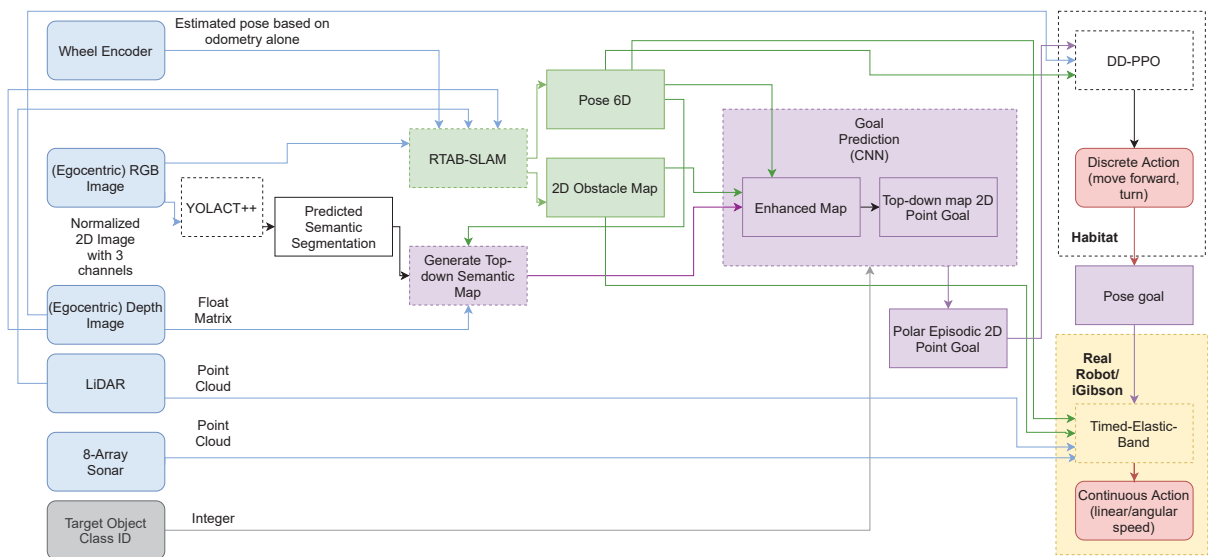 Wheel Encoder
Estimated pose based on
odometry alone
(Egocentric) RGB
Image
Normalized
2D Image
with 3
channels
YOLACT++
Predicted
Semantic
Segmentation
(Egocentric) Depth
Image
Float
Matrix
LiDAR
Point
Cloud
8-Array
Sonar
Point
Cloud
Target Object
Class ID
Integer
RTAB-SLAM
Generate Top-
down Semantic
Map
Pose 6D
2D Obstacle Map
Goal
Prediction
(CNN)
Enhanced Map
Top-down map 2D
Point Goal
Polar Episodic 2D
Point Goal
DD-PPO
Discrete Action
(move forward,
turn)
Habitat
Pose goal
Real
Robot/
iGibson
Timed-Elastic-
Band
Continuous Action
(linear/angular
speed)